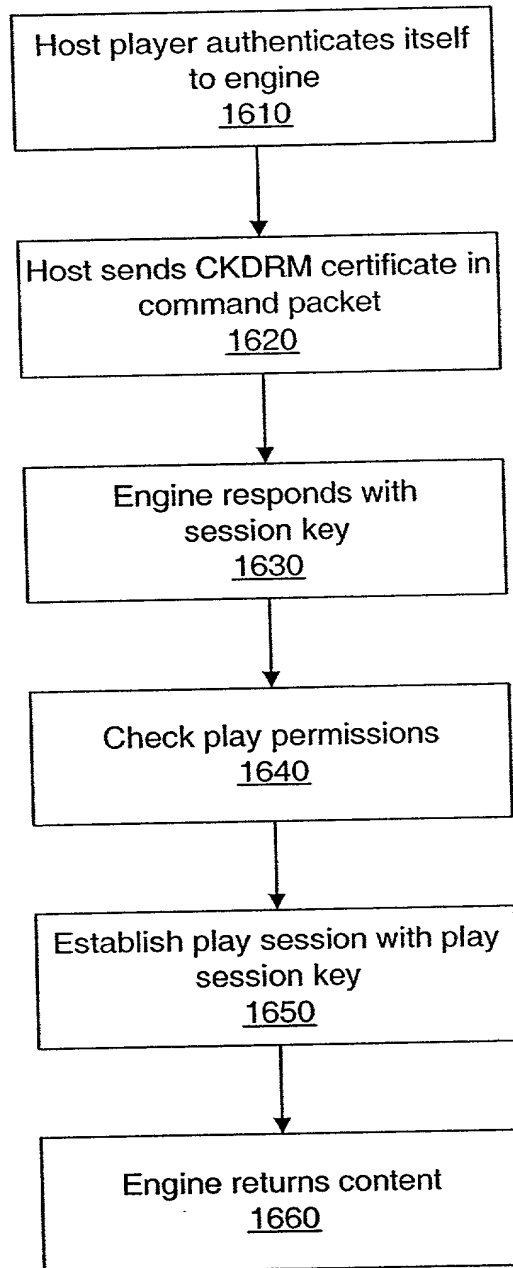 Host player authenticates itself
to engine
1610
Host sends CKDRM certificate in
command packet
1620
Engine responds with
session key
1630
Check play permissions
1640
Establish play session with play
session key
1650
Engine returns content
1660